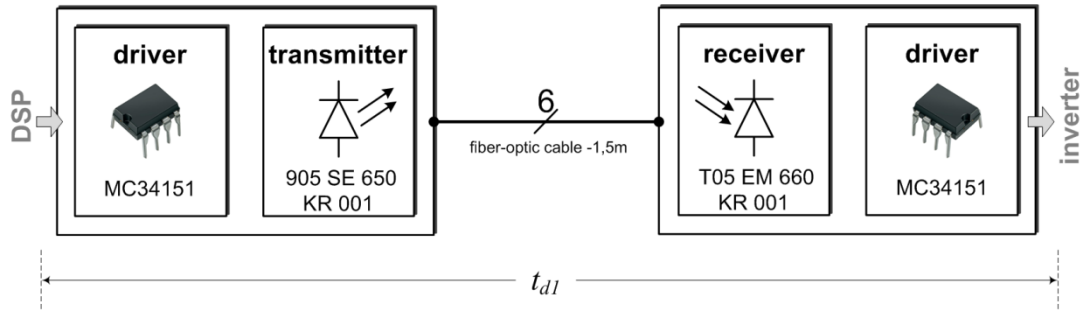 DSP
driver
MC34151
transmitter
905 SE 650
KR 001
6
fiber-optic cable -1,5m
receiver
T05 EM 660
KR 001
driver
MC34151
inverter
td1